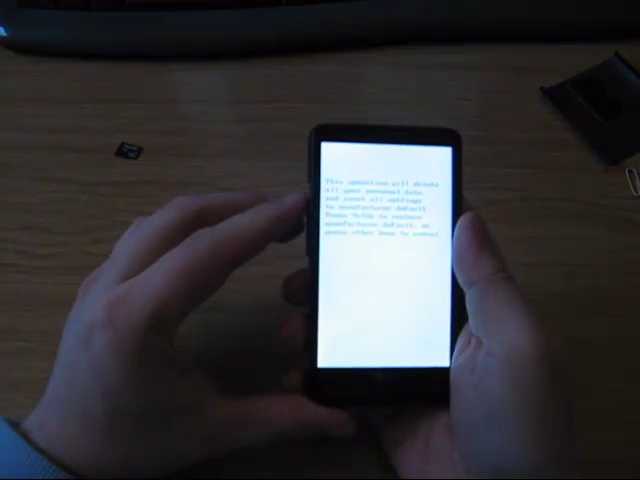 This operation will delete
all your personal data,
and reset all settings
to manufacturer default.
Press VolUp to restore
manufacturer default, or
press other keys to cancel